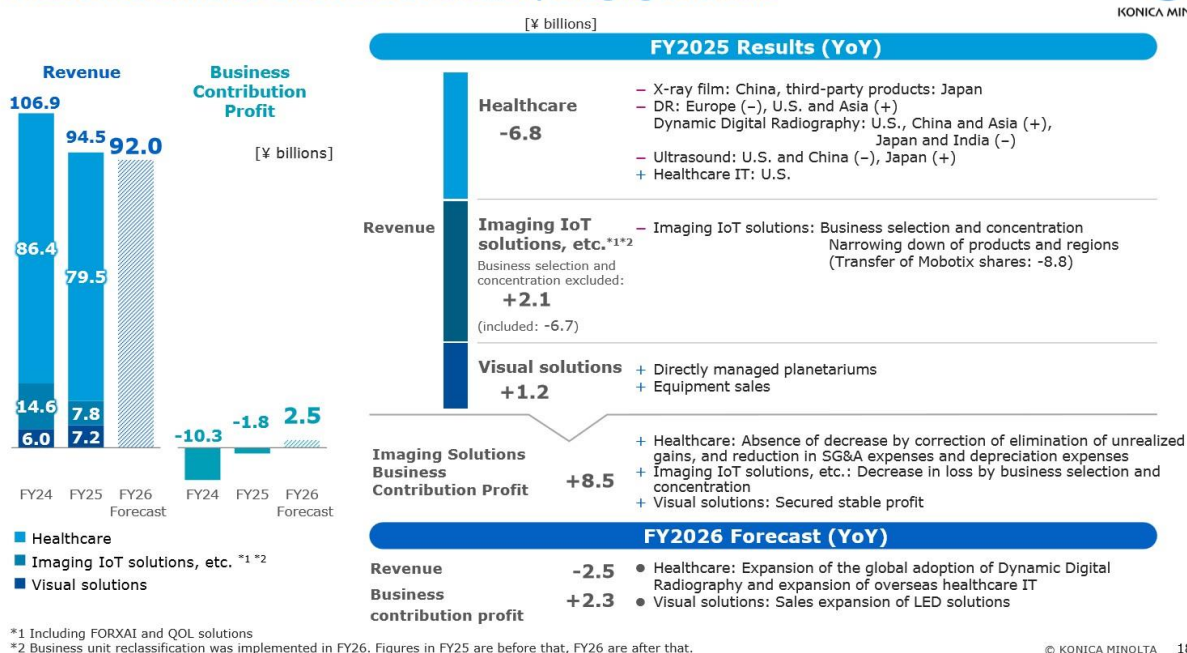 KONICA MIN
[¥ billions]
Revenue
Business
Contribution
Profit
[¥ billions]
106.9
94.5
92.0
86.4
79.5
14.6
7.8
6.0
7.2
-10.3
-1.8
2.5
FY24 FY25 FY26
Forecast
FY24 FY25 FY26
Forecast
Healthcare
Imaging IoT solutions, etc. *1 *2
Visual solutions
FY2025 Results (YoY)
Revenue
Healthcare
-6.8
− X-ray film: China, third-party products: Japan
− DR: Europe (–), U.S. and Asia (+)
Dynamic Digital Radiography: U.S., China and Asia (+),
Japan and India (–)
− Ultrasound: U.S. and China (–), Japan (+)
+ Healthcare IT: U.S.
Imaging IoT
solutions, etc.*1*2
Business selection and
concentration excluded:
+2.1
(included: -6.7)
− Imaging IoT solutions: Business selection and concentration
Narrowing down of products and regions
(Transfer of Mobotix shares: -8.8)
Visual solutions
+1.2
+ Directly managed planetariums
+ Equipment sales
Imaging Solutions
Business
Contribution Profit
+8.5
+ Healthcare: Absence of decrease by correction of elimination of unrealized
gains, and reduction in SG&A expenses and depreciation expenses
+ Imaging IoT solutions, etc.: Decrease in loss by business selection and
concentration
+ Visual solutions: Secured stable profit
FY2026 Forecast (YoY)
Revenue -2.5
Business
contribution profit +2.3
● Healthcare: Expansion of the global adoption of Dynamic Digital
Radiography and expansion of overseas healthcare IT
● Visual solutions: Sales expansion of LED solutions
*1 Including FORXAI and QOL solutions
*2 Business unit reclassification was implemented in FY26. Figures in FY25 are before that, FY26 are after that.
© KONICA MINOLTA 18